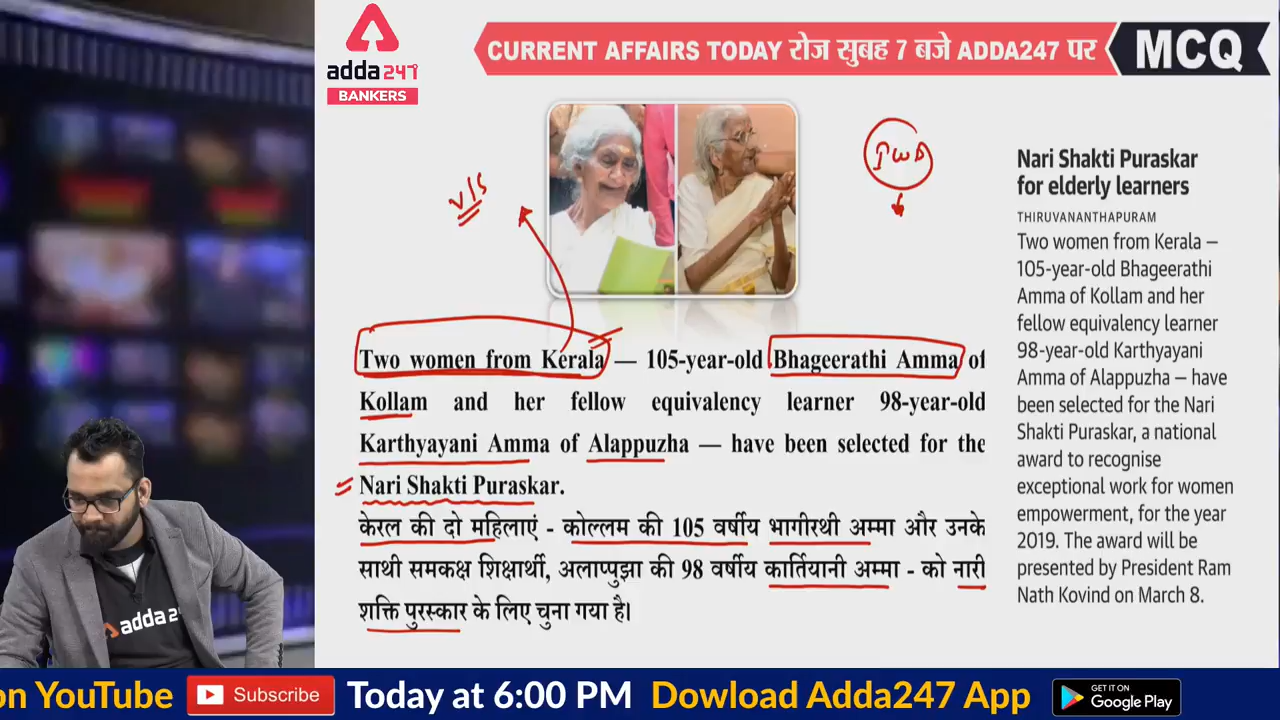 adda247
BANKERS
CURRENT AFFAIRS TODAY रोज सुबह 7 बजे ADDA247 पर
MCQ
IWD
V/S
Two women from Kerala — 105-year-old Bhageerathi Amma of
Kollam and her fellow equivalency learner 98-year-old
Karthyayani Amma of Alappuzha — have been selected for the
Nari Shakti Puraskar.
केरल की दो महिलाएं - कोल्लम की 105 वर्षीय भागीरथी अम्मा और उनके
साथी समकक्ष शिक्षार्थी, अलाप्पुझा की 98 वर्षीय कार्तियानी अम्मा - को नारी
शक्ति पुरस्कार के लिए चुना गया है।
Nari Shakti Puraskar
for elderly learners
THIRUVANANTHAPURAM
Two women from Kerala —
105-year-old Bhageerathi
Amma of Kollam and her
fellow equivalency learner
98-year-old Karthyayani
Amma of Alappuzha — have
been selected for the Nari
Shakti Puraskar, a national
award to recognise
exceptional work for women
empowerment, for the year
2019. The award will be
presented by President Ram
Nath Kovind on March 8.
adda 24
on YouTube Subscribe Today at 6:00 PM Dowload Adda247 App GET IT ON Google Play